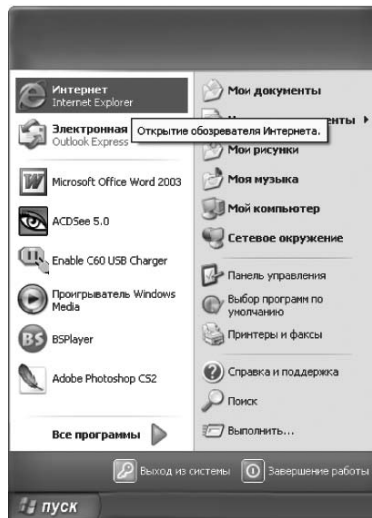 Интернет
Internet Explorer
Электронная
Outlook Express
Открытие обозревателя Интернета.
Microsoft Office Word 2003
ACDSee 5.0
Enable C60 USB Charger
Проигрыватель Windows
Media
BSPlayer
Adobe Photoshop CS2
Все программы
Мои документы
Мои рисунки
Моя музыка
Мой компьютер
Сетевое окружение
Панель управления
Выбор программ по
умолчанию
Принтеры и факсы
Справка и поддержка
Поиск
Выполнить...
Выход из системы
Завершение работы
пуск